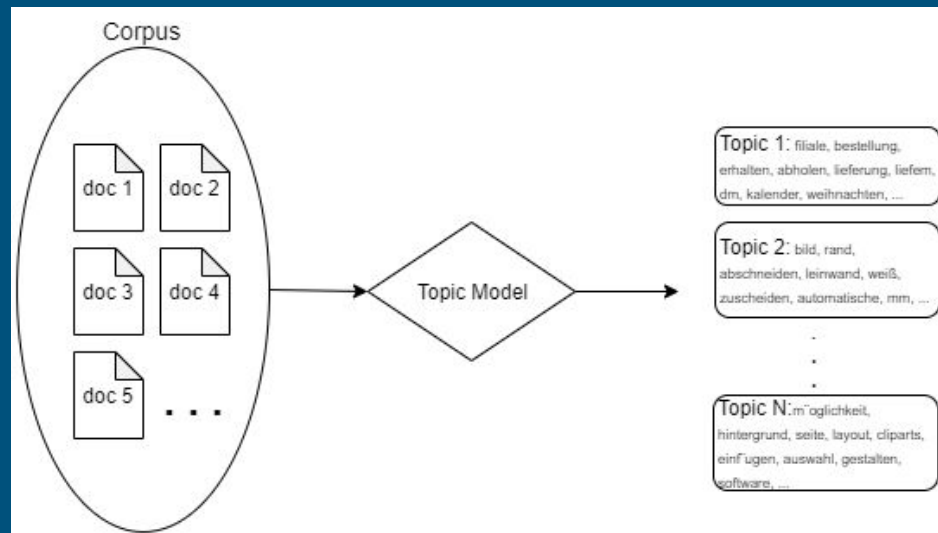 Corpus
doc 1
doc 2
doc 3
doc 4
doc 5
. . .
Topic Model
Topic 1: filiale, bestellung,
erhalten, abholen, lieferung, liefern,
dm, kalender, weihnachten, ...
Topic 2: bild, rand,
abschneiden, leinwand, weiß,
zuscheiden, automatische, mm, ...
.
.
.
Topic N:m¨oglichkeit,
hintergrund, seite, layout, cliparts,
einf¨ugen, auswahl, gestalten,
software, ...